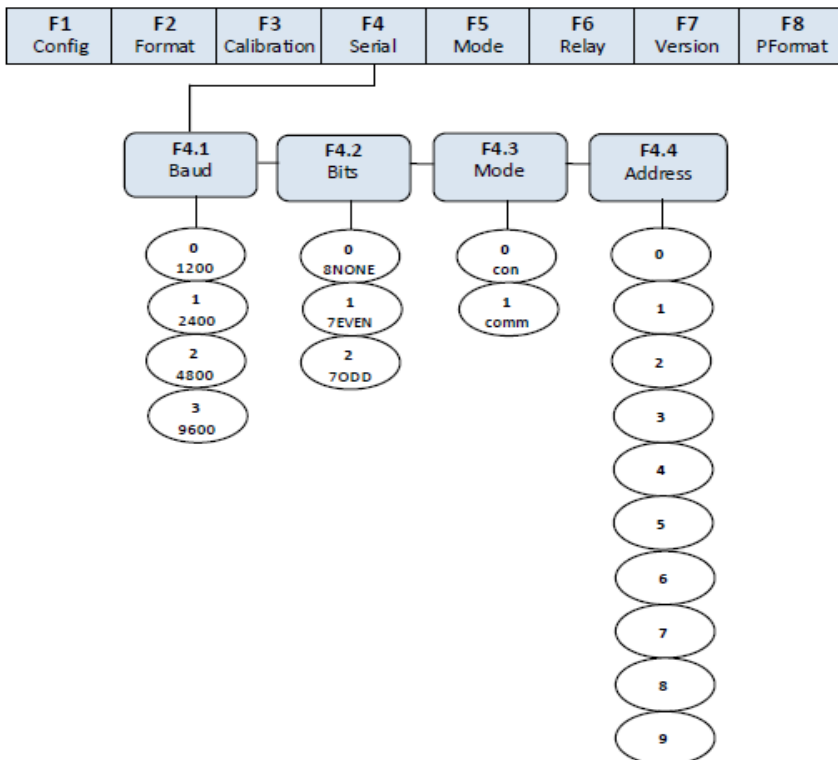 F1 F2 F3 F4 F5 F6 F7 F8
Config Format Calibration Serial Mode Relay Version PFormat
F4.1 F4.2 F4.3 F4.4
Baud Bits Mode Address
0
1200
1
2400
2
4800
3
9600
0
8NONE
1
7EVEN
2
7ODD
0
con
1
comm
0
1
2
3
4
5
6
7
8
9